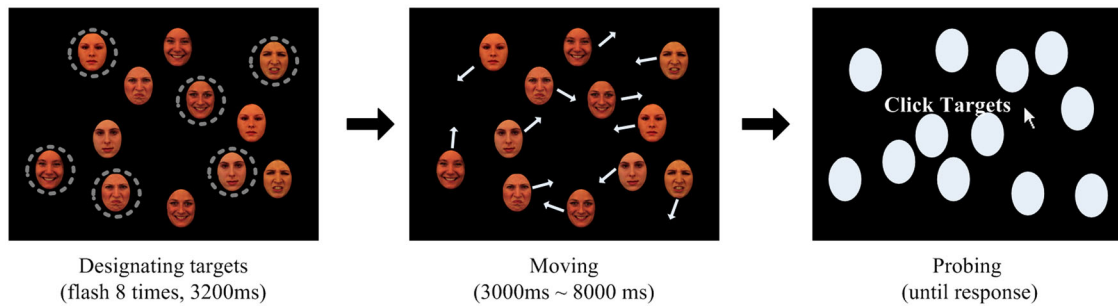 Click Targets
Designating targets
(flash 8 times, 3200ms)
Moving
(3000ms ~ 8000 ms)
Probing
(until response)